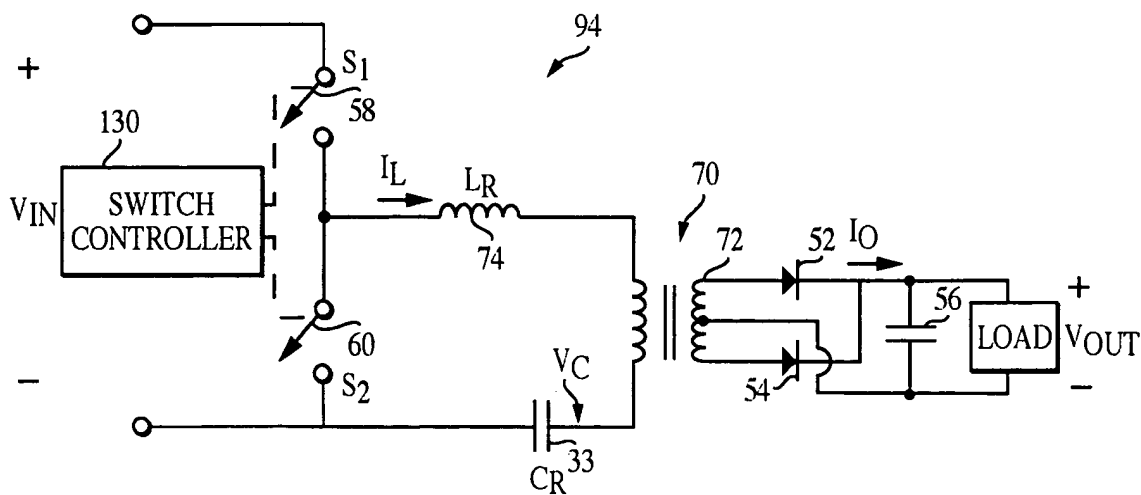 94
+
S1
58
130
VIN
SWITCH
CONTROLLER
IL
LR
74
70
72
52
IO
56
LOAD
+
VOUT
−
54
60
S2
−
VC
33
CR